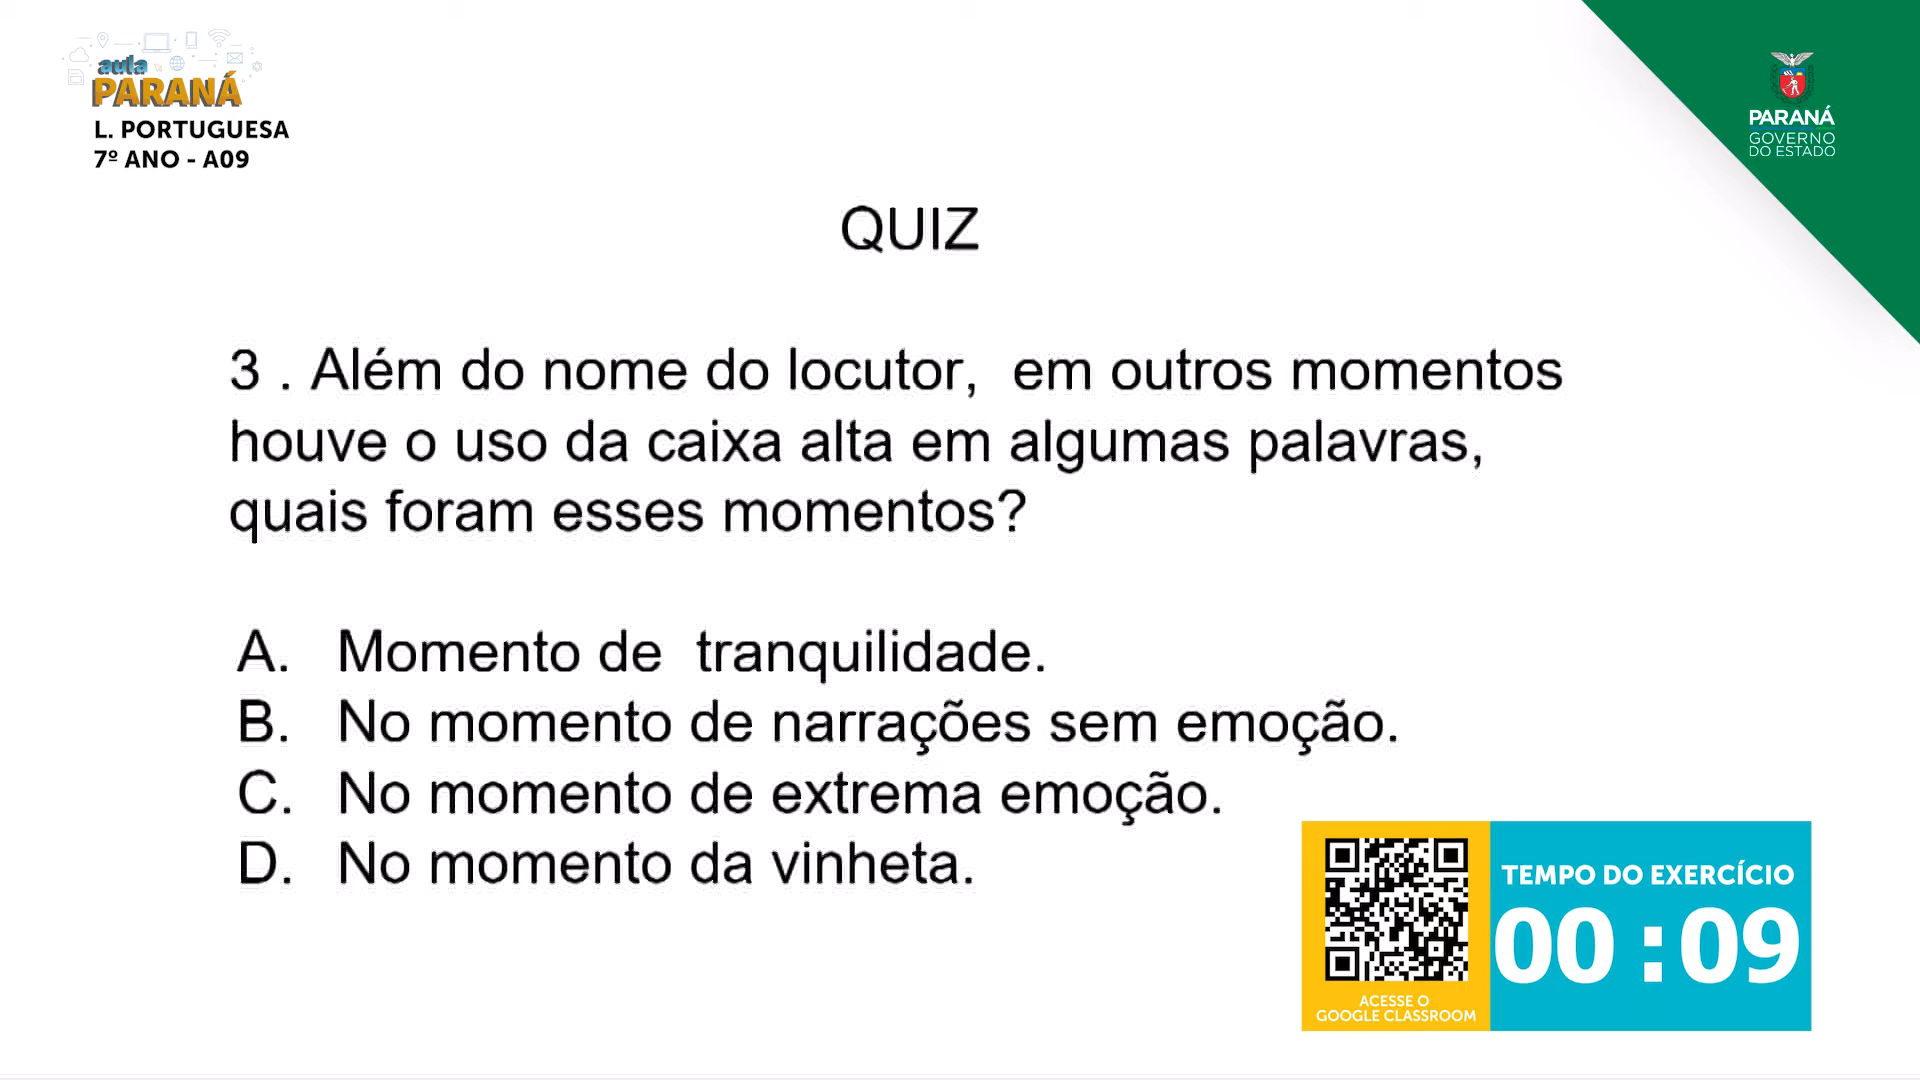 aula
PARANÁ
L. PORTUGUESA
7º ANO - A09
PARANÁ
GOVERNO
DO ESTADO
QUIZ
3 . Além do nome do locutor,  em outros momentos
houve o uso da caixa alta em algumas palavras,
quais foram esses momentos?
A. Momento de  tranquilidade.
B. No momento de narrações sem emoção.
C. No momento de extrema emoção.
D. No momento da vinheta.
TEMPO DO EXERCÍCIO
00 : 09
ACESSE O
GOOGLE CLASSROOM